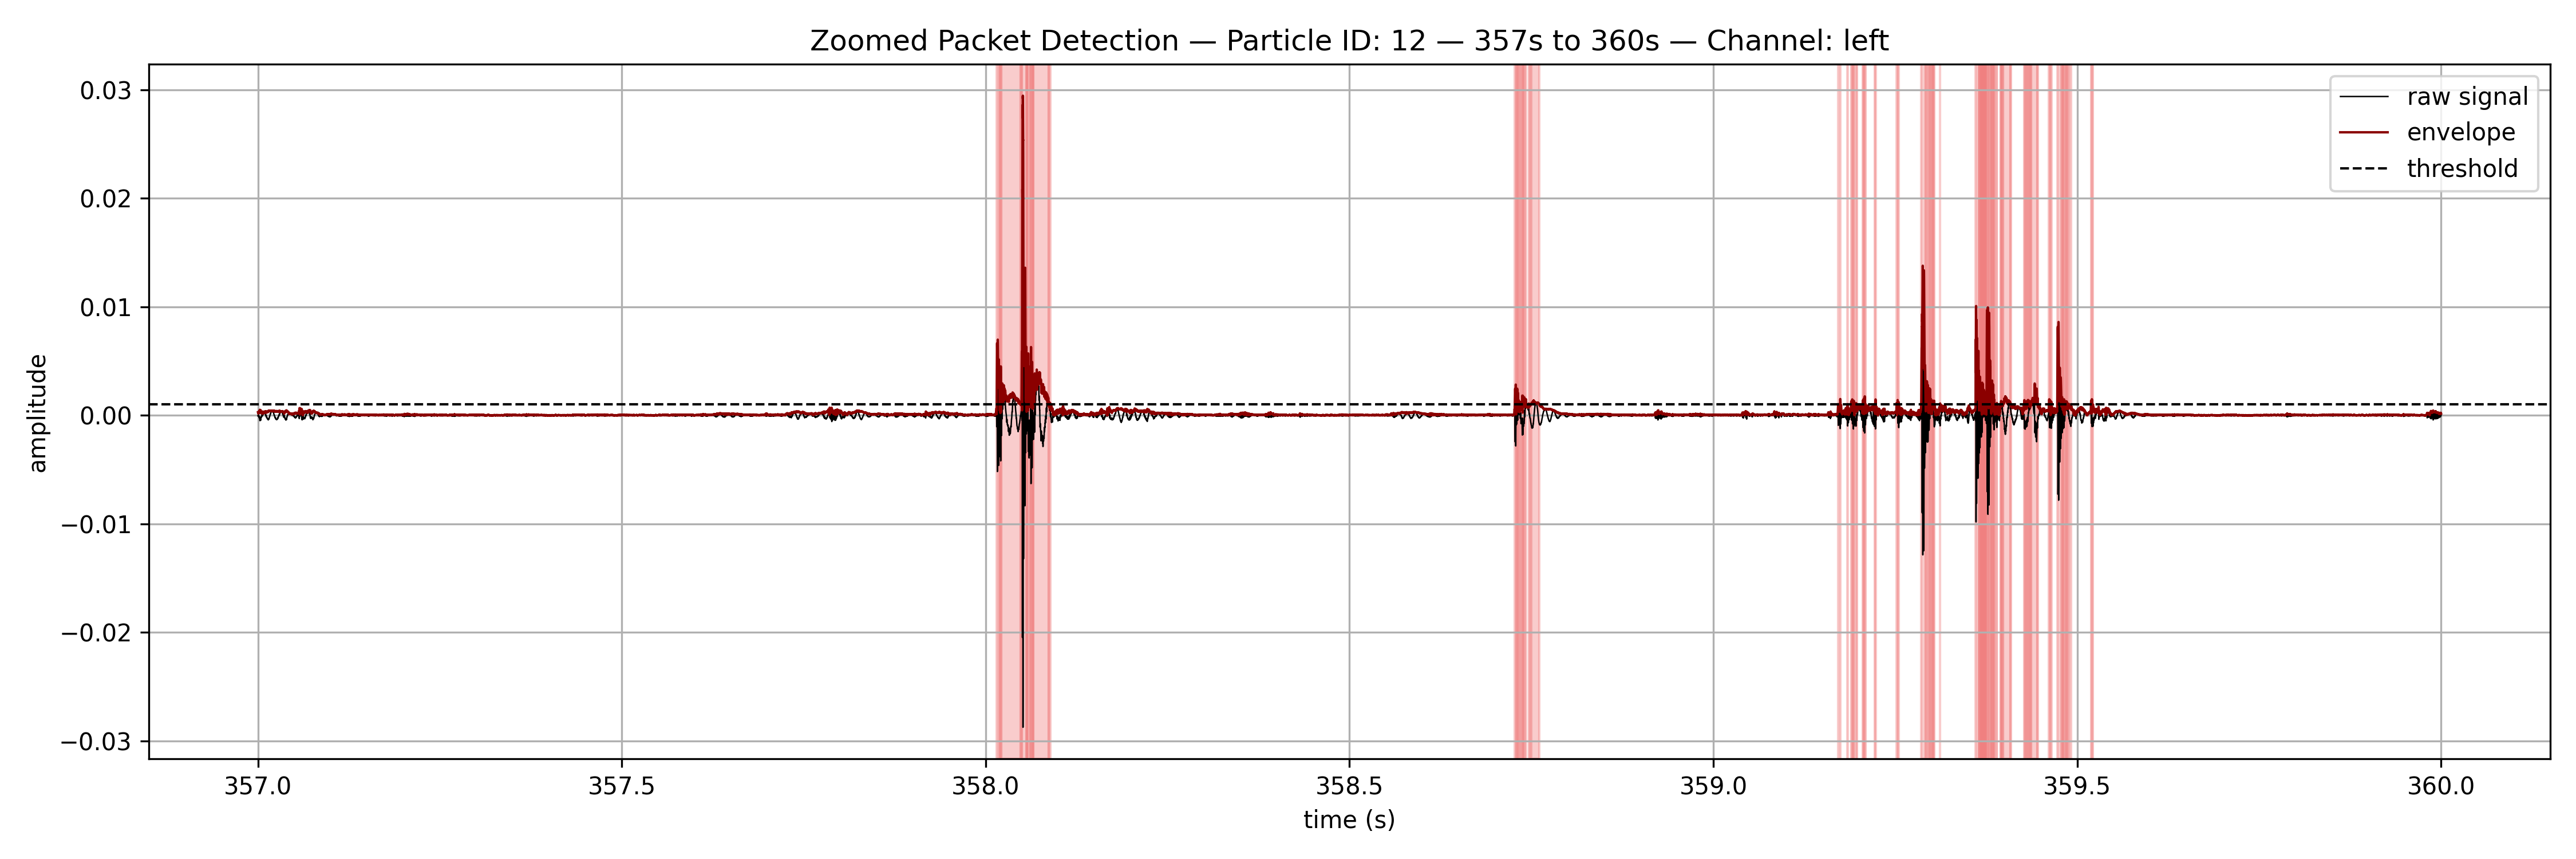 Zoomed Packet Detection — Particle ID: 12 — 357s to 360s — Channel: left
raw signal
envelope
threshold
amplitude
0.03
0.02
0.01
0.00
−0.01
−0.02
−0.03
357.0
357.5
358.0
358.5
359.0
359.5
360.0
time (s)